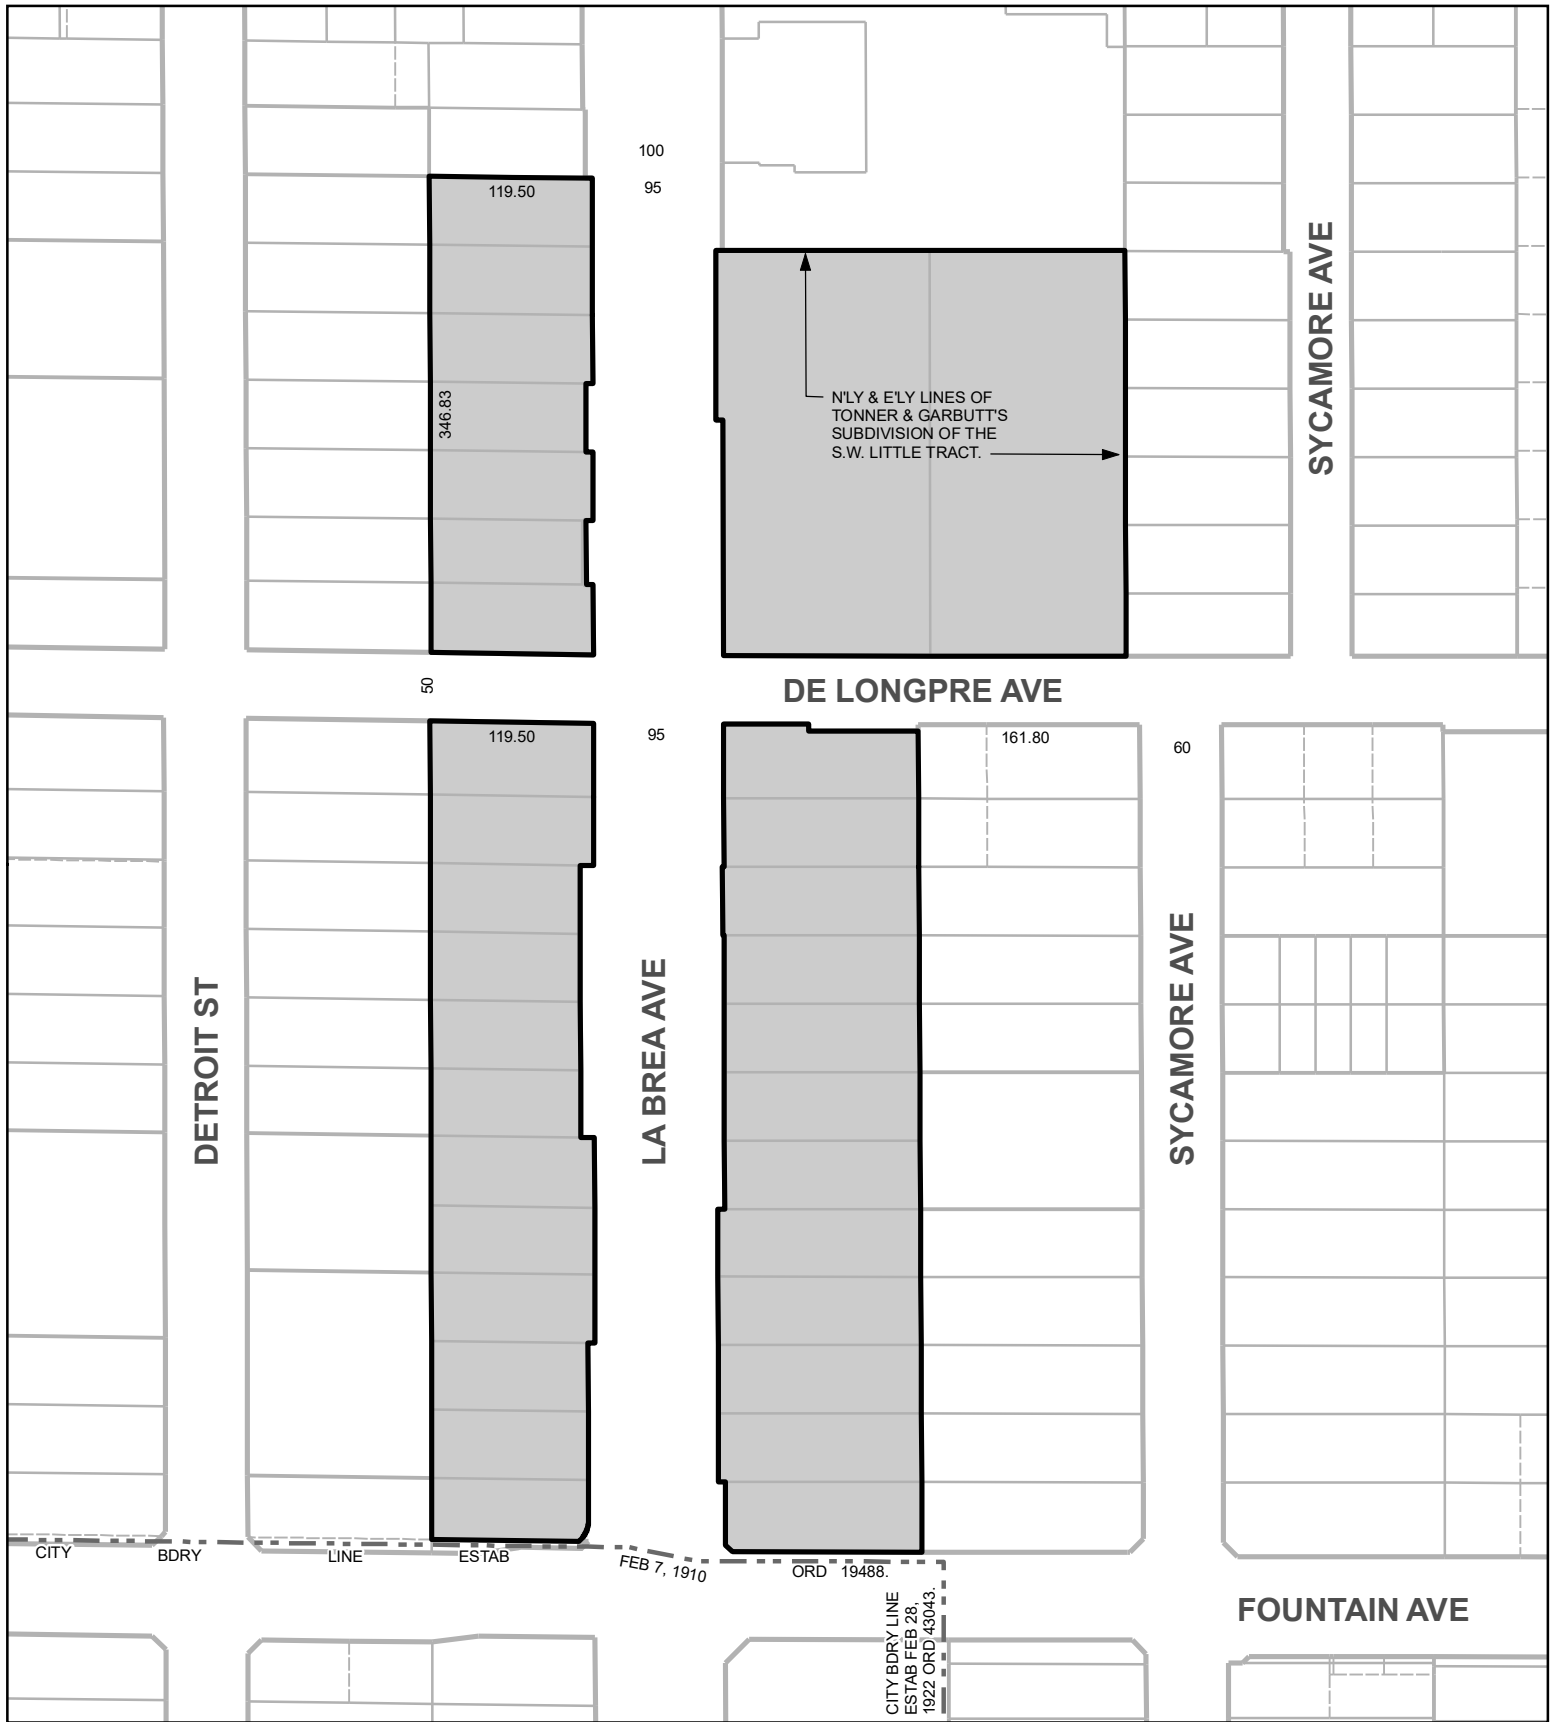 100
119.50
95
SYCAMORE AVE
346.83
N'LY & E'LY LINES OF
TONNER & GARBUTT'S
SUBDIVISION OF THE
S.W. LITTLE TRACT.
50
DE LONGPRE AVE
119.50
95
161.80
60
DETROIT ST
LA BREA AVE
SYCAMORE AVE
CITY BDRY LINE ESTAB FEB 7, 1910 ORD 19488.
CITY BDRY LINE
ESTAB FEB 28,
1922 ORD 43043.
FOUNTAIN AVE